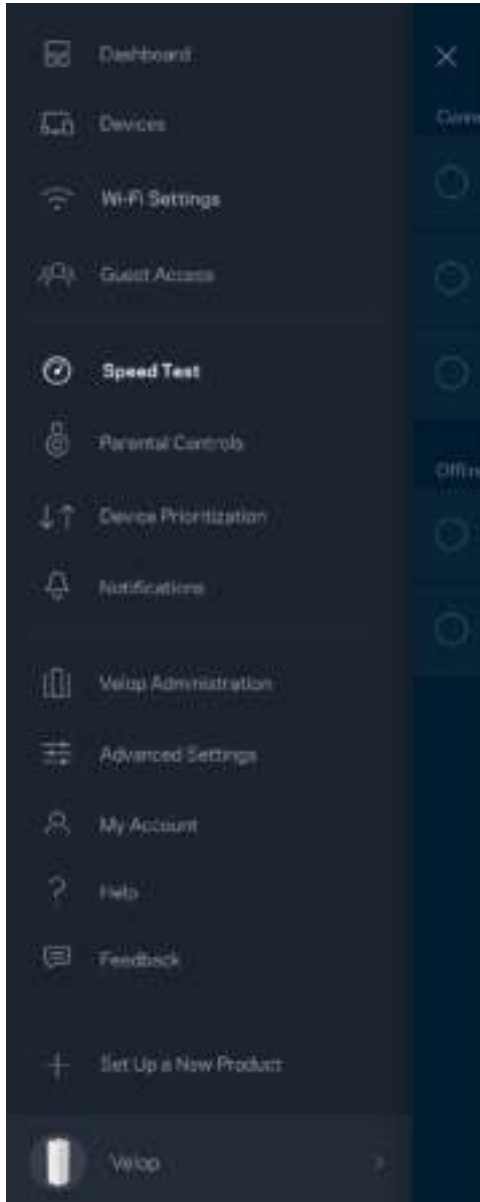 Dashboard
Devices
Wi-Fi Settings
Guest Access
Speed Test
Parental Controls
Device Prioritization
Notifications
Velop Administration
Advanced Settings
My Account
?
Help
Feedback
Set Up a New Product
Velop